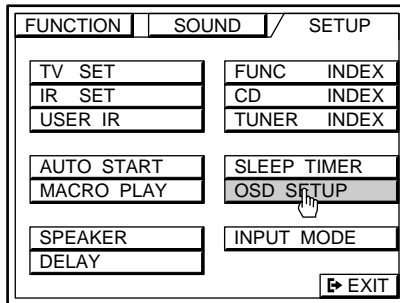 FUNCTION SOUND SETUP
TV SET FUNC INDEX
IR SET CD INDEX
USER IR TUNER INDEX
AUTO START SLEEP TIMER
MACRO PLAY OSD SETUP
SPEAKER INPUT MODE
DELAY
EXIT